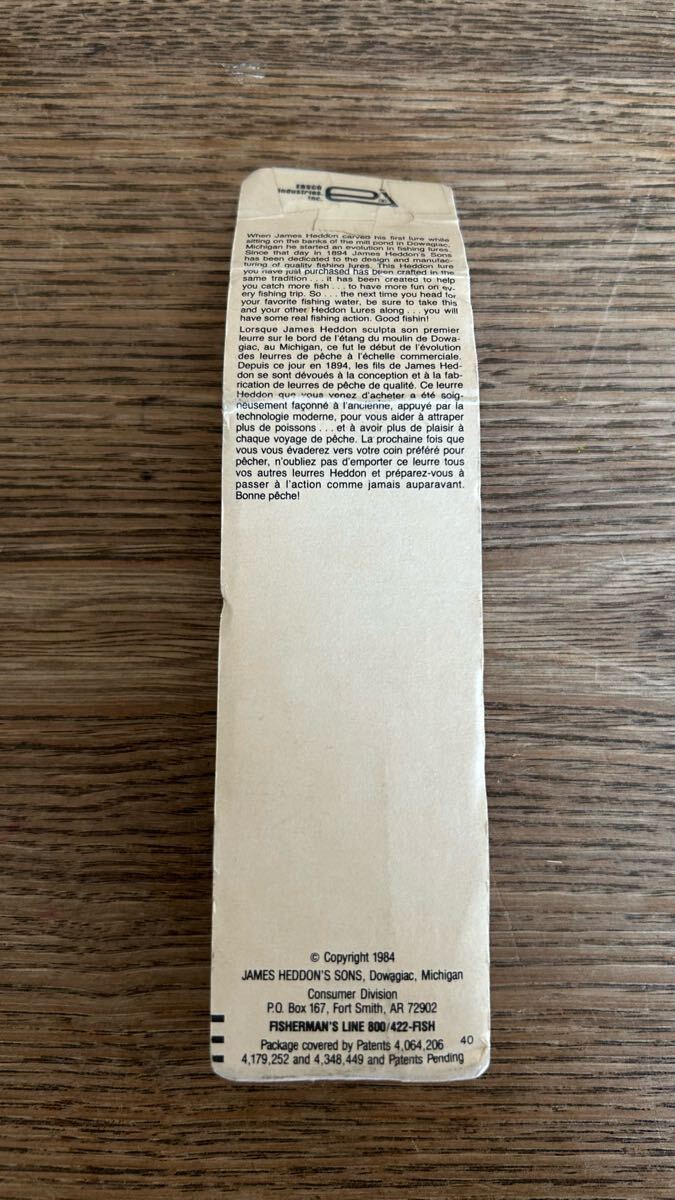 EBSCO
Industries,
Inc.
When James Heddon carved his first lure while
sitting on the banks of the mill pond in Dowagiac,
Michigan he started an evolution in fishing lures.
Since that day in 1894 James Heddon's Sons
has been dedicated to the design and manufac-
turing of quality fishing lures. This Heddon lure
you have just purchased has been crafted in the
same tradition . . . it has been created to help
you catch more fish . . . to have more fun on ev-
ery fishing trip. So . . . the next time you head for
your favorite fishing water, be sure to take this
and your other Heddon Lures along . . . you will
have some real fishing action. Good fishin!
Lorsque James Heddon sculpta son premier
leurre sur le bord de l'étang du moulin de Dowa-
giac, au Michigan, ce fut le début de l'évolution
des leurres de pêche à l'échelle commerciale.
Depuis ce jour en 1894, les fils de James Hed-
don se sont dévoués à la conception et à la fab-
rication de leurres de pêche de qualité. Ce leurre
Heddon que vous venez d'acheter a été soig-
neusement façonné à l'ancienne, appuyé par la
technologie moderne, pour vous aider à attraper
plus de poissons . . . et à avoir plus de plaisir à
chaque voyage de pêche. La prochaine fois que
vous vous évaderez vers votre coin préféré pour
pêcher, n'oubliez pas d'emporter ce leurre tous
vos autres leurres Heddon et préparez-vous à
passer à l'action comme jamais auparavant.
Bonne pêche!
© Copyright 1984
JAMES HEDDON'S SONS, Dowagiac, Michigan
Consumer Division
P.O. Box 167, Fort Smith, AR 72902
FISHERMAN'S LINE 800/422-FISH
Package covered by Patents 4,064,206 40
4,179,252 and 4,348,449 and Patents Pending